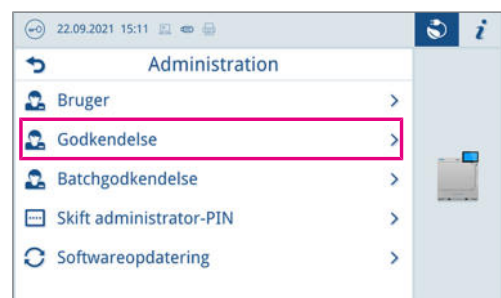 22.09.2021 15:11
i
Administration
Bruger
Godkendelse
Batchgodkendelse
Skift administrator-PIN
Softwareopdatering